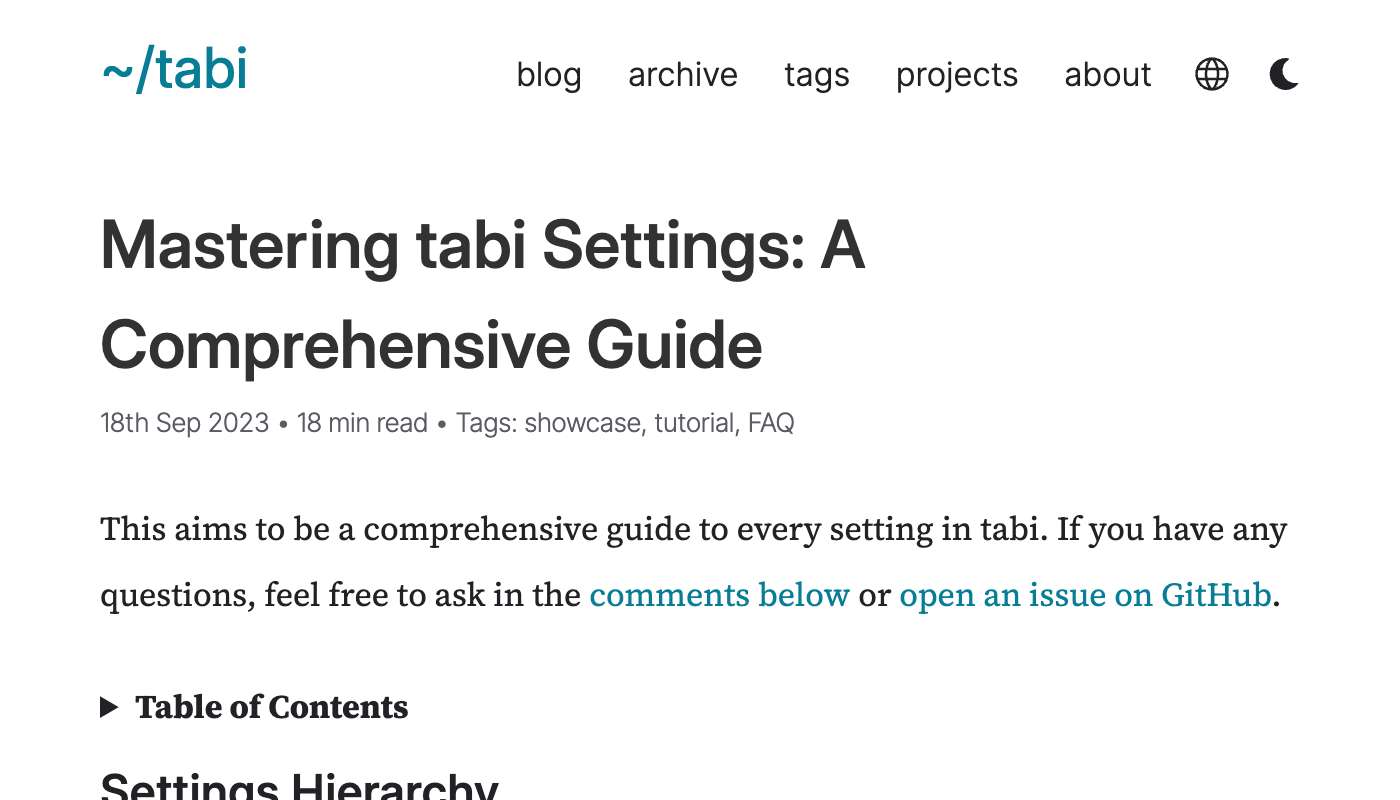 ~/tabi
blog archive tags projects about
Mastering tabi Settings: A
Comprehensive Guide
18th Sep 2023 • 18 min read • Tags: showcase, tutorial, FAQ
This aims to be a comprehensive guide to every setting in tabi. If you have any
questions, feel free to ask in the comments below or open an issue on GitHub.
Table of Contents
Settings Hierarchy